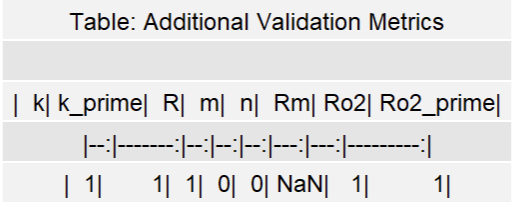 Table: Additional Validation Metrics
| k| k_prime| R| m| n| Rm| Ro2| Ro2_prime|
|--:|-------:|--:|--:|--:|---:|---:|---------:|
| 1| 1| 1| 0| 0| NaN| 1| 1|